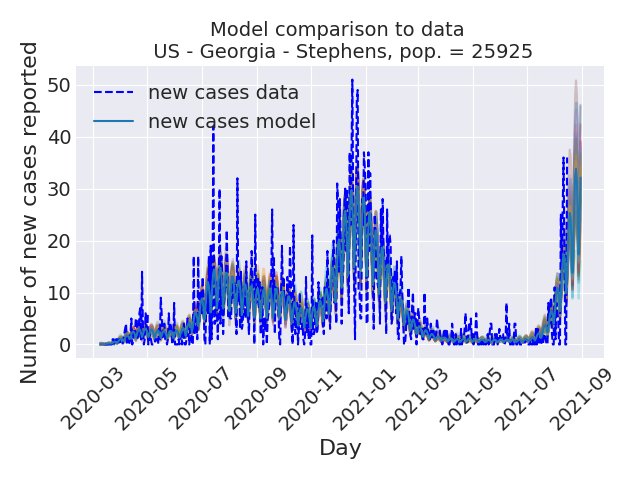 Model comparison to data
US - Georgia - Stephens, pop. = 25925
Number of new cases reported
50
40
30
20
10
0
new cases data
new cases model
2020-03
2020-05
2020-07
2020-09
2020-11
2021-01
2021-03
2021-05
2021-07
2021-09
Day